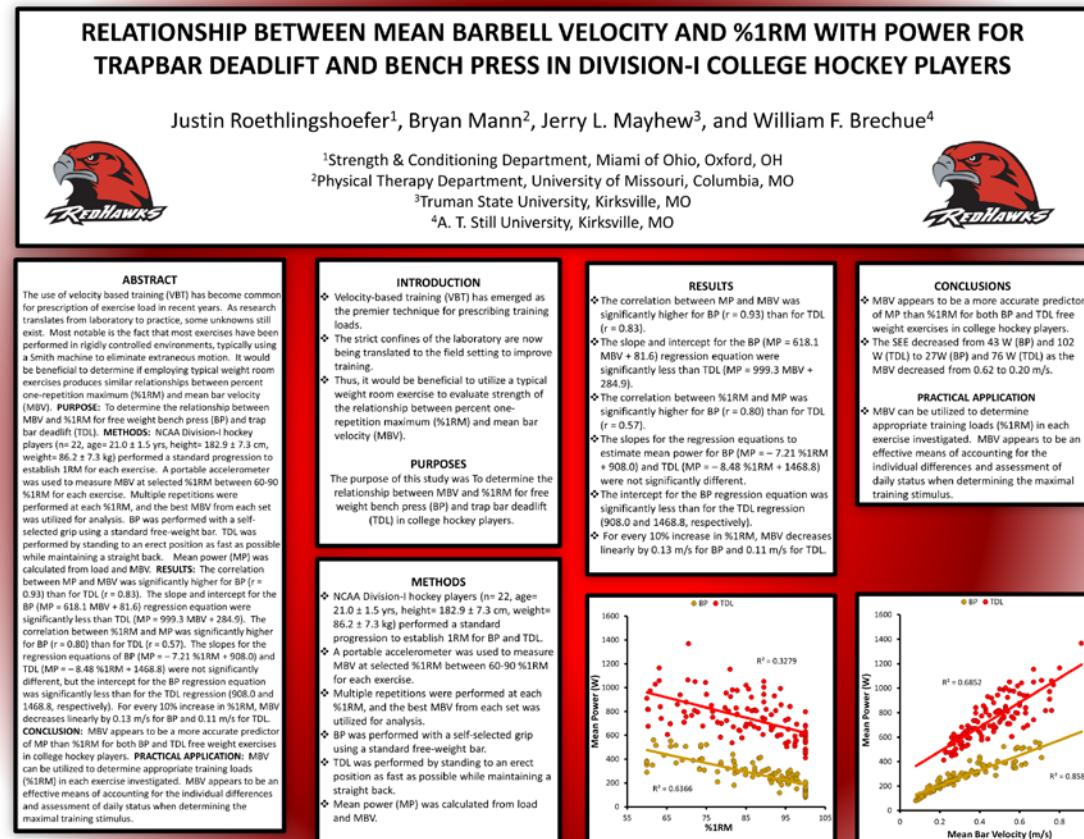 RELATIONSHIP BETWEEN MEAN BARBELL VELOCITY AND %1RM WITH POWER FOR
TRAPBAR DEADLIFT AND BENCH PRESS IN DIVISION-I COLLEGE HOCKEY PLAYERS
Justin Roethlingshoefer1, Bryan Mann2, Jerry L. Mayhew3, and William F. Brechue4
1Strength & Conditioning Department, Miami of Ohio, Oxford, OH
2Physical Therapy Department, University of Missouri, Columbia, MO
3Truman State University, Kirksville, MO
4A. T. Still University, Kirksville, MO
REDHAWKS
REDHAWKS
ABSTRACT
The use of velocity based training (VBT) has become common
for prescription of exercise load in recent years. As research
translates from laboratory to practice, some unknowns still
exist. Most notable is the fact that most exercises have been
performed in rigidly controlled environments, typically using
a Smith machine to eliminate extraneous motion. It would
be beneficial to determine if employing typical weight room
exercises produces similar relationships between percent
one-repetition maximum (%1RM) and mean bar velocity
(MBV). PURPOSE: To determine the relationship between
MBV and %1RM for free weight bench press (BP) and trap
bar deadlift (TDL). METHODS: NCAA Division-I hockey
players (n= 22, age= 21.0 ± 1.5 yrs, height= 182.9 ± 7.3 cm,
weight= 86.2 ± 7.3 kg) performed a standard progression to
establish 1RM for each exercise. A portable accelerometer
was used to measure MBV at selected %1RM between 60-90
%1RM for each exercise. Multiple repetitions were
performed at each %1RM, and the best MBV from each set
was utilized for analysis. BP was performed with a self-
selected grip using a standard free-weight bar. TDL was
performed by standing to an erect position as fast as possible
while maintaining a straight back. Mean power (MP) was
calculated from load and MBV. RESULTS: The correlation
between MP and MBV was significantly higher for BP (r =
0.93) than for TDL (r = 0.83). The slope and intercept for the
BP (MP = 618.1 MBV + 81.6) regression equation were
significantly less than TDL (MP = 999.3 MBV + 284.9). The
correlation between %1RM and MP was significantly higher
for BP (r = 0.80) than for TDL (r = 0.57). The slopes for the
regression equations of BP (MP = – 7.21 %1RM + 908.0) and
TDL (MP = – 8.48 %1RM + 1468.8) were not significantly
different, but the intercept for the BP regression equation
was significantly less than for the TDL regression (908.0 and
1468.8, respectively). For every 10% increase in %1RM, MBV
decreases linearly by 0.13 m/s for BP and 0.11 m/s for TDL.
CONCLUSION: MBV appears to be a more accurate predictor
of MP than %1RM for both BP and TDL free weight exercises
in college hockey players. PRACTICAL APPLICATION: MBV
can be utilized to determine appropriate training loads
(%1RM) in each exercise investigated. MBV appears to be an
effective means of accounting for the individual differences
and assessment of daily status when determining the
maximal training stimulus.
INTRODUCTION
❖ Velocity-based training (VBT) has emerged as
the premier technique for prescribing training
loads.
❖ The strict confines of the laboratory are now
being translated to the field setting to improve
training.
❖ Thus, it would be beneficial to utilize a typical
weight room exercise to evaluate strength of
the relationship between percent one-
repetition maximum (%1RM) and mean bar
velocity (MBV).
PURPOSES
The purpose of this study was To determine the
relationship between MBV and %1RM for free
weight bench press (BP) and trap bar deadlift
(TDL) in college hockey players.
METHODS
❖ NCAA Division-I hockey players (n= 22, age=
21.0 ± 1.5 yrs, height= 182.9 ± 7.3 cm, weight=
86.2 ± 7.3 kg) performed a standard
progression to establish 1RM for BP and TDL.
❖ A portable accelerometer was used to measure
MBV at selected %1RM between 60-90 %1RM
for each exercise.
❖ Multiple repetitions were performed at each
%1RM, and the best MBV from each set was
utilized for analysis.
❖ BP was performed with a self-selected grip
using a standard free-weight bar.
❖ TDL was performed by standing to an erect
position as fast as possible while maintaining a
straight back.
❖ Mean power (MP) was calculated from load
and MBV.
RESULTS
❖ The correlation between MP and MBV was
significantly higher for BP (r = 0.93) than for TDL
(r = 0.83).
❖ The slope and intercept for the BP (MP = 618.1
MBV + 81.6) regression equation were
significantly less than TDL (MP = 999.3 MBV +
284.9).
❖ The correlation between %1RM and MP was
significantly higher for BP (r = 0.80) than for TDL
(r = 0.57).
❖ The slopes for the regression equations to
estimate mean power for BP (MP = – 7.21 %1RM
+ 908.0) and TDL (MP = – 8.48 %1RM + 1468.8)
were not significantly different.
❖ The intercept for the BP regression equation was
significantly less than for the TDL regression
(908.0 and 1468.8, respectively).
❖ For every 10% increase in %1RM, MBV decreases
linearly by 0.13 m/s for BP and 0.11 m/s for TDL.
BP TDL
1600
1400
1200
1000
800
600
400
200
0
Mean Power (W)
R² = 0.3279
R² = 0.6366
55 65 75 85 95 105
%1RM
CONCLUSIONS
❖ MBV appears to be a more accurate predictor
of MP than %1RM for both BP and TDL free
weight exercises in college hockey players.
❖ The SEE decreased from 43 W (BP) and 102
W (TDL) to 27W (BP) and 76 W (TDL) as the
MBV decreased from 0.62 to 0.20 m/s.
PRACTICAL APPLICATION
❖ MBV can be utilized to determine
appropriate training loads (%1RM) in each
exercise investigated. MBV appears to be an
effective means of accounting for the
individual differences and assessment of
daily status when determining the maximal
training stimulus.
BP TDL
1600
1400
1200
1000
800
600
400
200
0
Mean Power (W)
R² = 0.6852
R² = 0.858
0 0.2 0.4 0.6 0.8
Mean Bar Velocity (m/s)